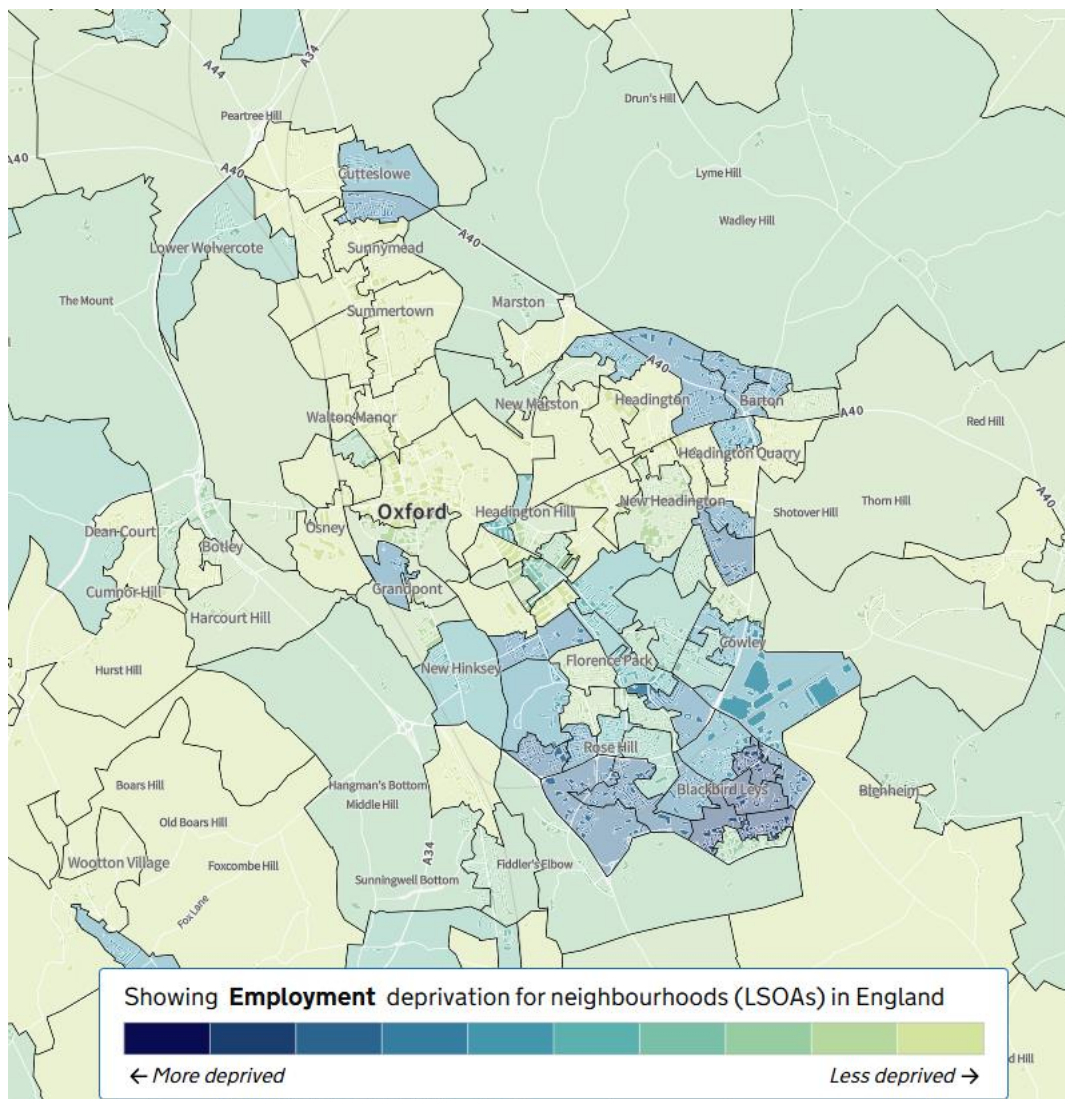 A44
A34
Drun's Hill
Peartree Hill
A40
A40
Cutteslowe
Lyme Hill
Wadley Hill
A40
Lower Wolvercote
Sunnymead
The Mount
Summertown
Marston
A40
Walton Manor
New Marston
Headington
Barton
A40
Red Hill
Headington Quarry
A40
Oxford
Headington Hill
New Headington
Thorn Hill
Shotover Hill
Dean Court
Osney
Botley
Cumnor Hill
Grandpont
Harcourt Hill
Hurst Hill
New Hinksey
Florence Park
Cowley
Rose Hill
Boars Hill
Hangman's Bottom
Middle Hill
Blackbird Leys
Blenheim
Old Boars Hill
Wootton Village
Foxcombe Hill
A34
Fiddler's Elbow
Sunningwell Bottom
Fox Lane
Showing Employment deprivation for neighbourhoods (LSOAs) in England
← More deprived
Less deprived →
d Hill